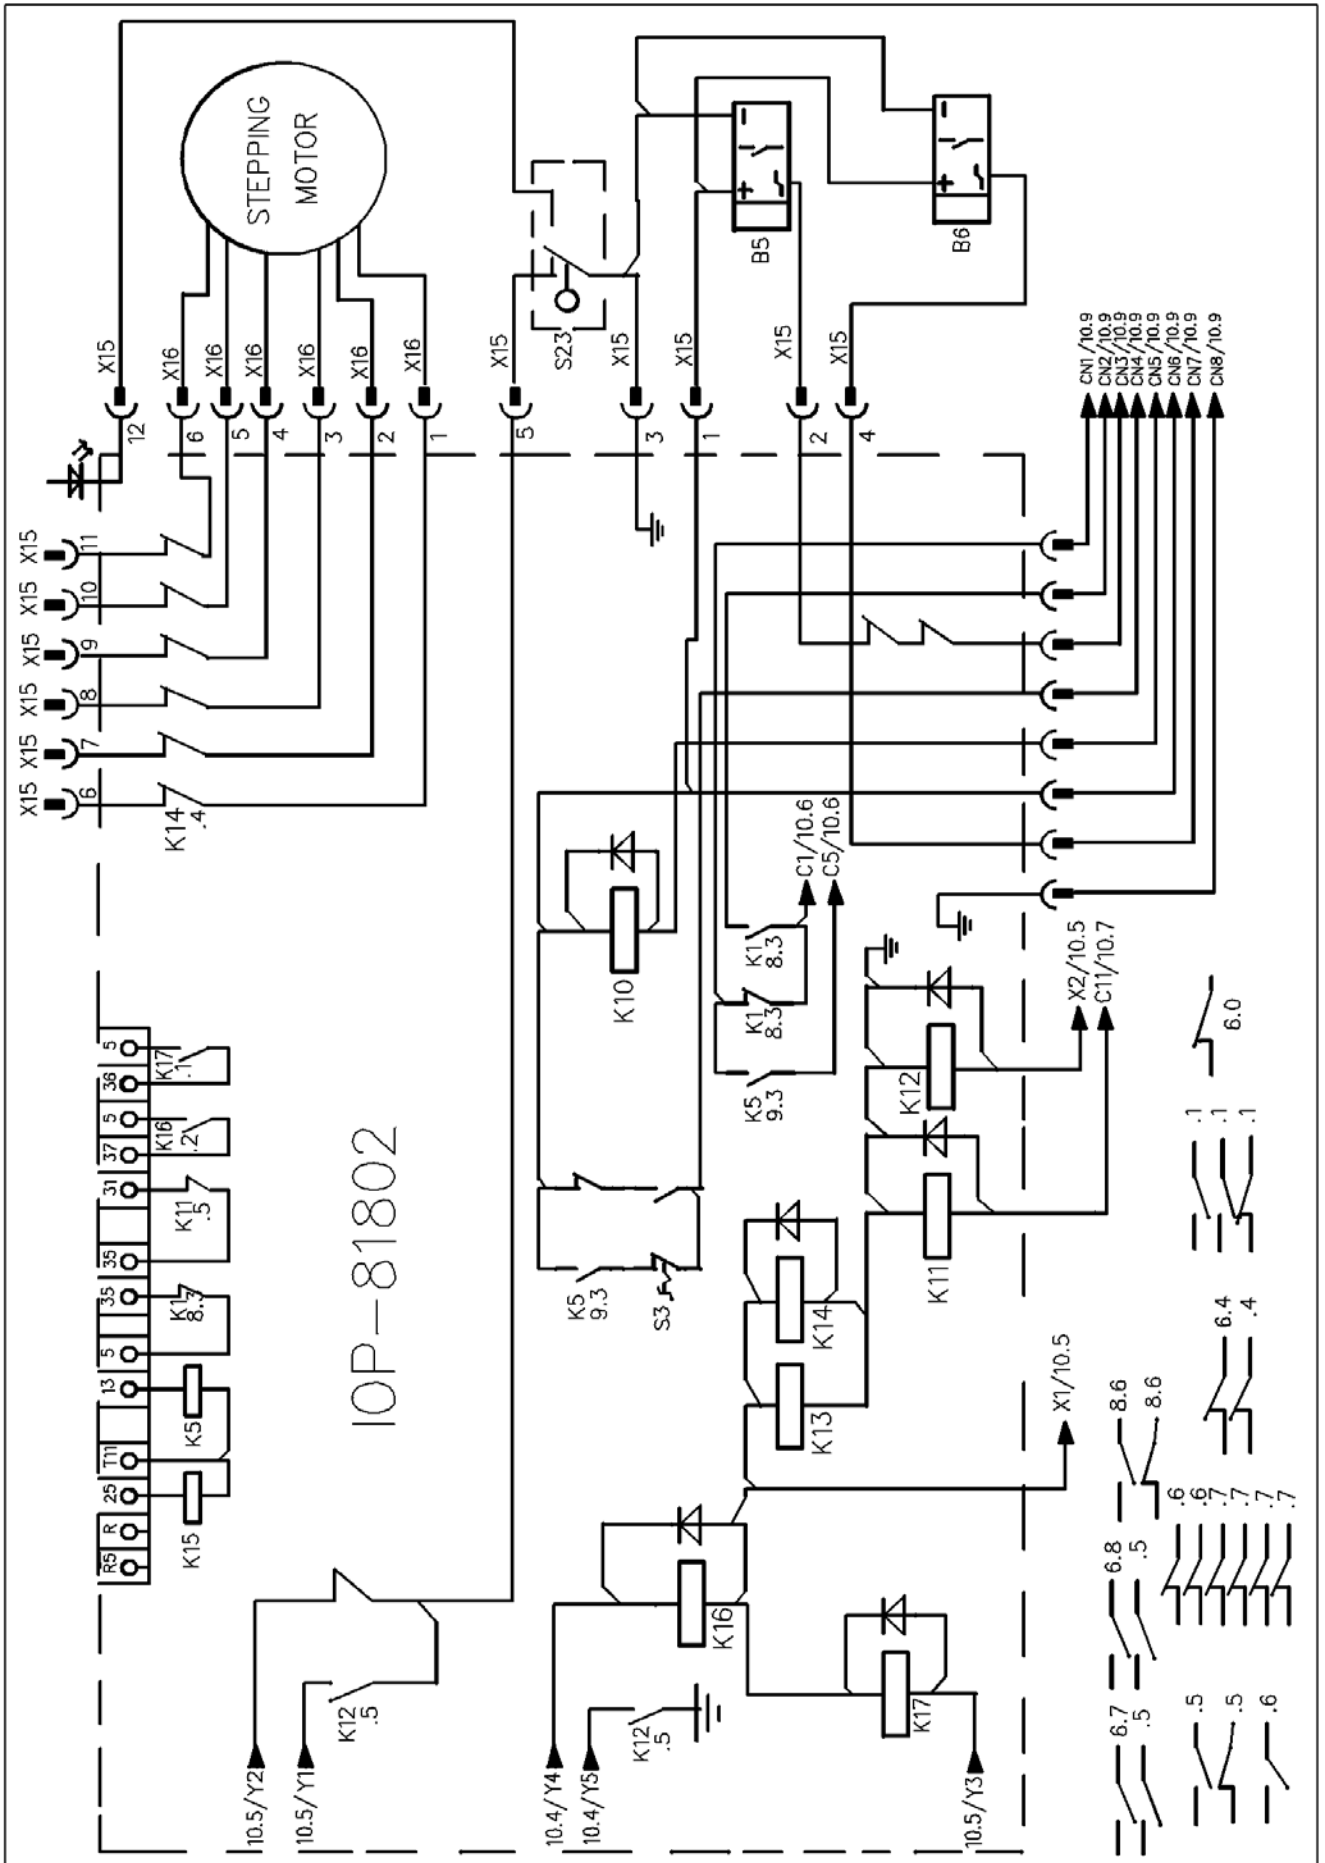 STEPPING
MOTOR
X15
X16
X16
X16
X16
X16
X16
X15
S23
X15
X15
X15
X15
12
6
5
4
3
2
1
5
3
1
2
4
B5
B6
CN1/10.9
CN2/10.9
CN3/10.9
CN4/10.9
CN5/10.9
CN6/10.9
CN7/10.9
CN8/10.9
X15
11
X15
10
X15
9
X15
8
X15
7
X15
6
K14
.4
K10
C1/10.6
C5/10.6
K1
8.3
K1
8.3
K5
9.3
K5
9.3
S3
K12
K11
K14
K13
X2/10.5
C11/10.7
X1/10.5
R5
R
25
T11
13
5
35
35
31
37
5
36
5
K15
K5
K1
8.3
K11
.5
K16
.2
K17
.1
IOP-81802
10.5/Y2
10.5/Y1
K12
.5
10.4/Y4
10.4/Y5
K12
.5
K16
K17
10.5/Y3
6.7
.5
6.8
.5
8.6
8.6
.5
.5
.6
.6
.6
.7
.7
.7
.7
6.4
.4
.1
.1
.1
6.0